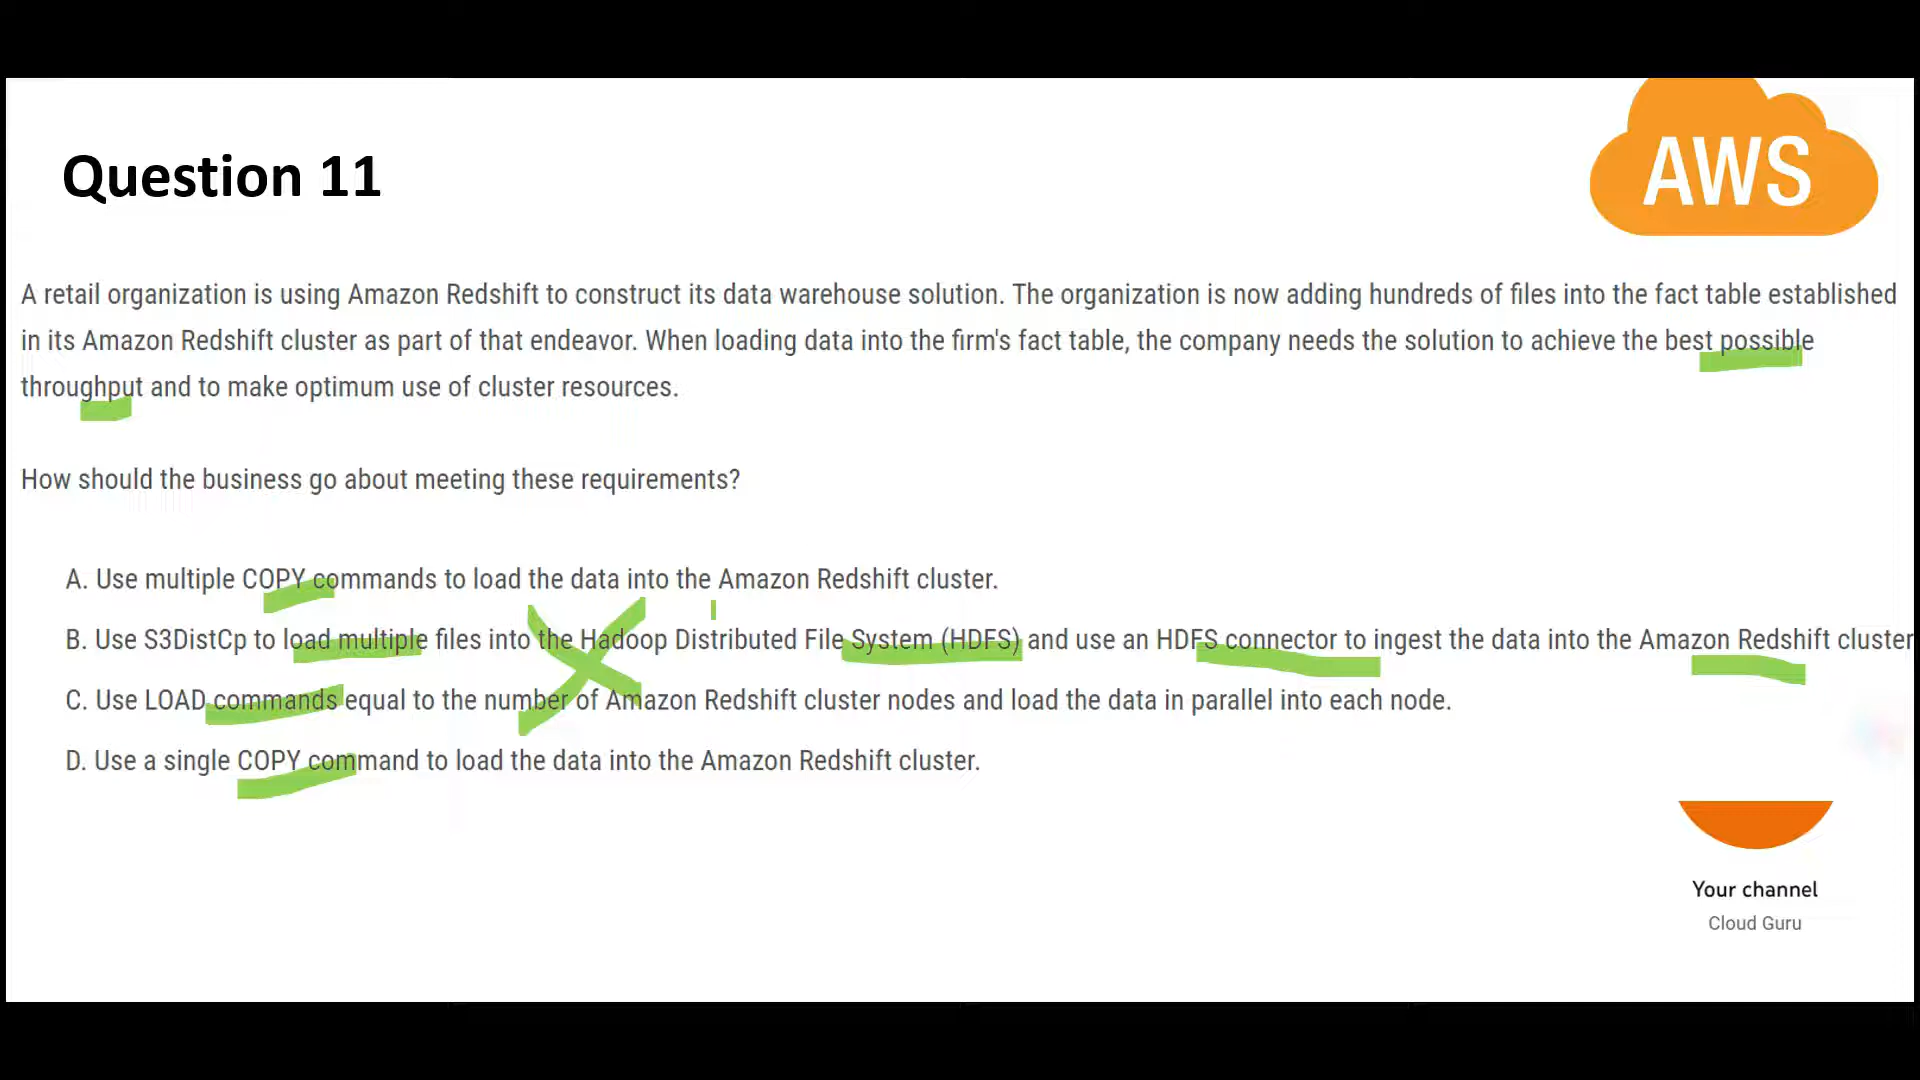 AWS
Question 11
A retail organization is using Amazon Redshift to construct its data warehouse solution. The organization is now adding hundreds of files into the fact table established
in its Amazon Redshift cluster as part of that endeavor. When loading data into the firm's fact table, the company needs the solution to achieve the best possible
throughput and to make optimum use of cluster resources.
How should the business go about meeting these requirements?
A. Use multiple COPY commands to load the data into the Amazon Redshift cluster.
B. Use S3DistCp to load multiple files into the Hadoop Distributed File System (HDFS) and use an HDFS connector to ingest the data into the Amazon Redshift cluster
C. Use LOAD commands equal to the number of Amazon Redshift cluster nodes and load the data in parallel into each node.
D. Use a single COPY command to load the data into the Amazon Redshift cluster.
Your channel
Cloud Guru